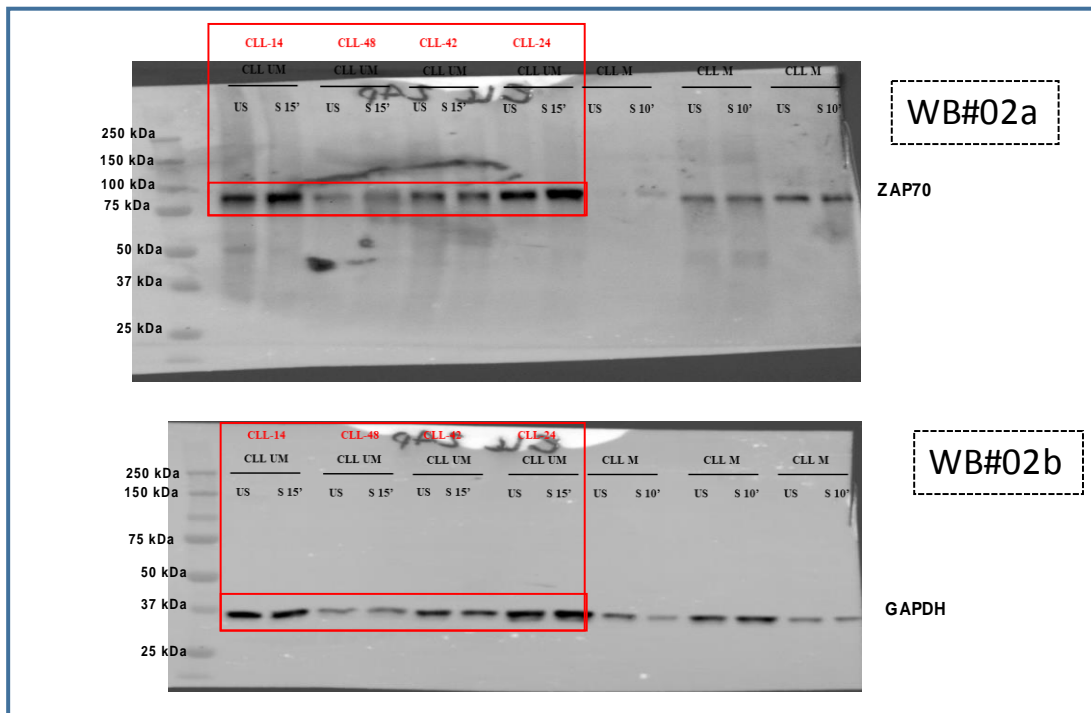 CLL-14 CLL-48 CLL-42 CLL-24
CLL UM CLL UM CLL UM CLL UM CLL M CLL M CLL M
CLL ZAP
US S 15’ US S 15’ US S 15’ US S 15’ US S 10’ US S 10’ US S 10’
WB#02a
250 kDa
150 kDa
100 kDa
75 kDa
ZAP70
50 kDa
37 kDa
25 kDa
CLL-14 CLL-48 CLL-42 CLL-24
CLL ZAP
CLL UM CLL UM CLL UM CLL UM CLL M CLL M CLL M
WB#02b
250 kDa
150 kDa
US S 15’ US S 15’ US S 15’ US S 15’ US S 10’ US S 10’ US S 10’
75 kDa
50 kDa
37 kDa
GAPDH
25 kDa